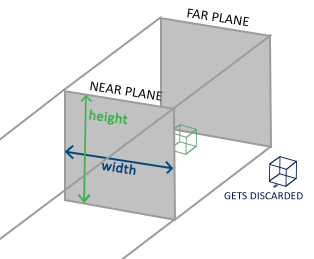 FAR PLANE
NEAR PLANE
height
width
GETS DISCARDED